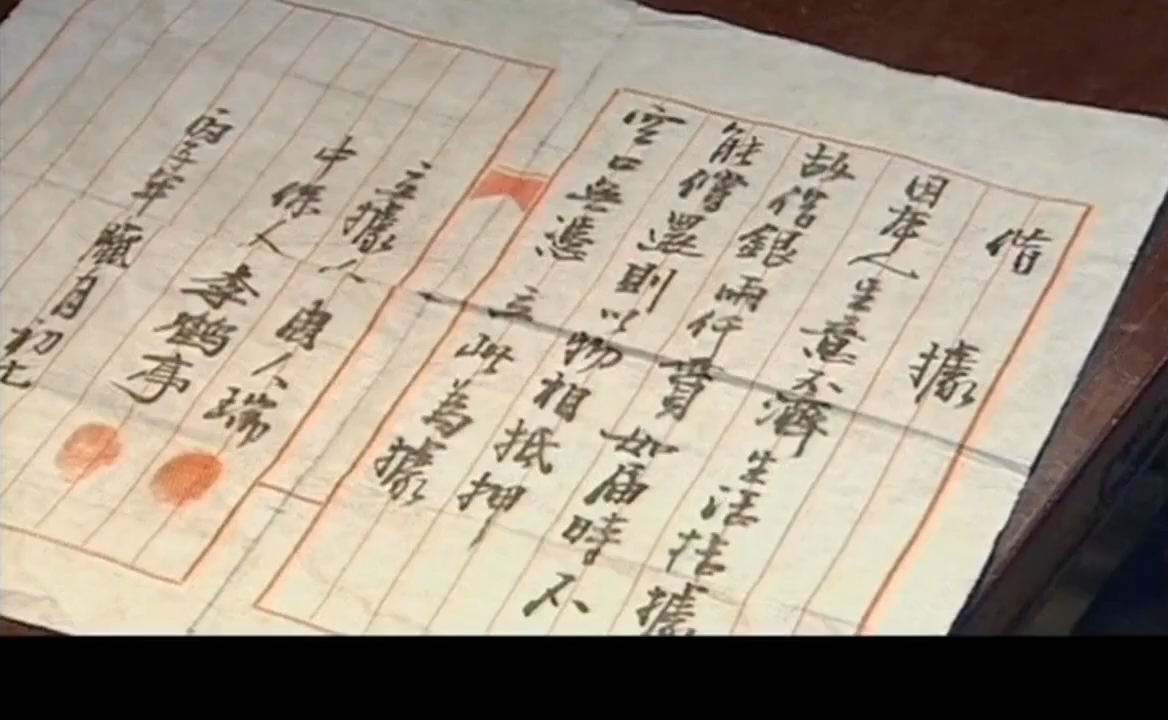 借據
因本人生意不濟生活拮據
故借銀兩仟貫如届時不
能償還則以物相抵押
空口無憑 立此為據
立據人 唐人瑞
中保人 李鶴亭
丙子年臘月初七